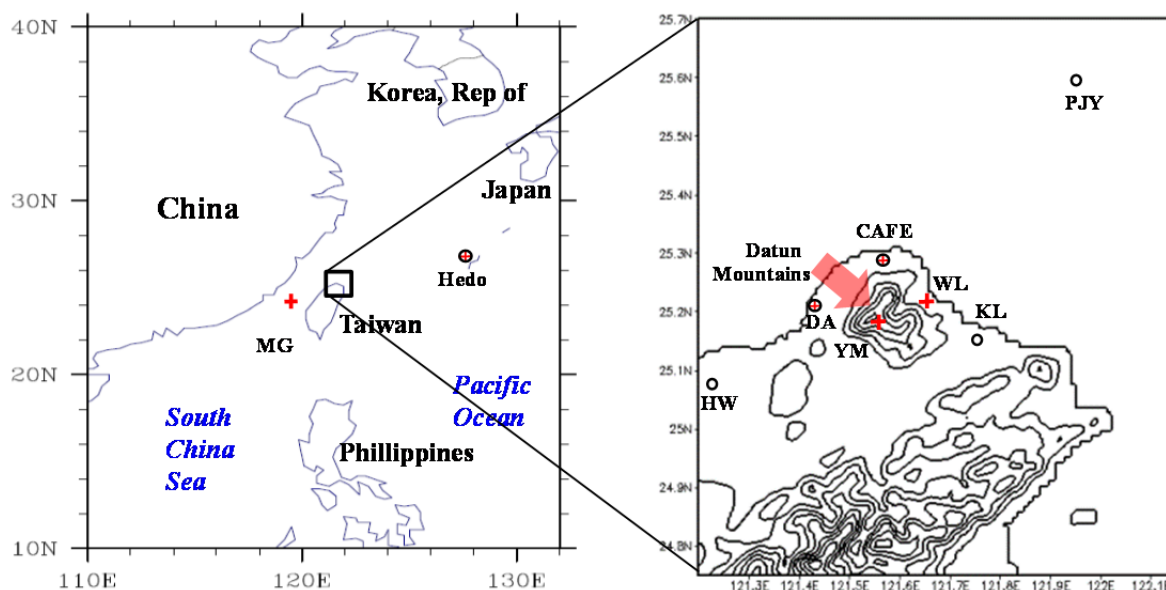 40N
Korea, Rep of
Japan
China
30N
Hedo
Taiwan
MG
20N
Pacific
Ocean
South
China
Sea
Phillippines
10N
110E
120E
130E
25.7N
25.6N
PJY
25.5N
25.4N
25.3N
CAFE
Datun
Mountains
WL
25.2N
DA
KL
YM
25.1N
HW
25N
24.9N
24.8N
121.3E
121.4E
121.5E
121.6E
121.7E
121.8E
121.9E
122E
122.1E